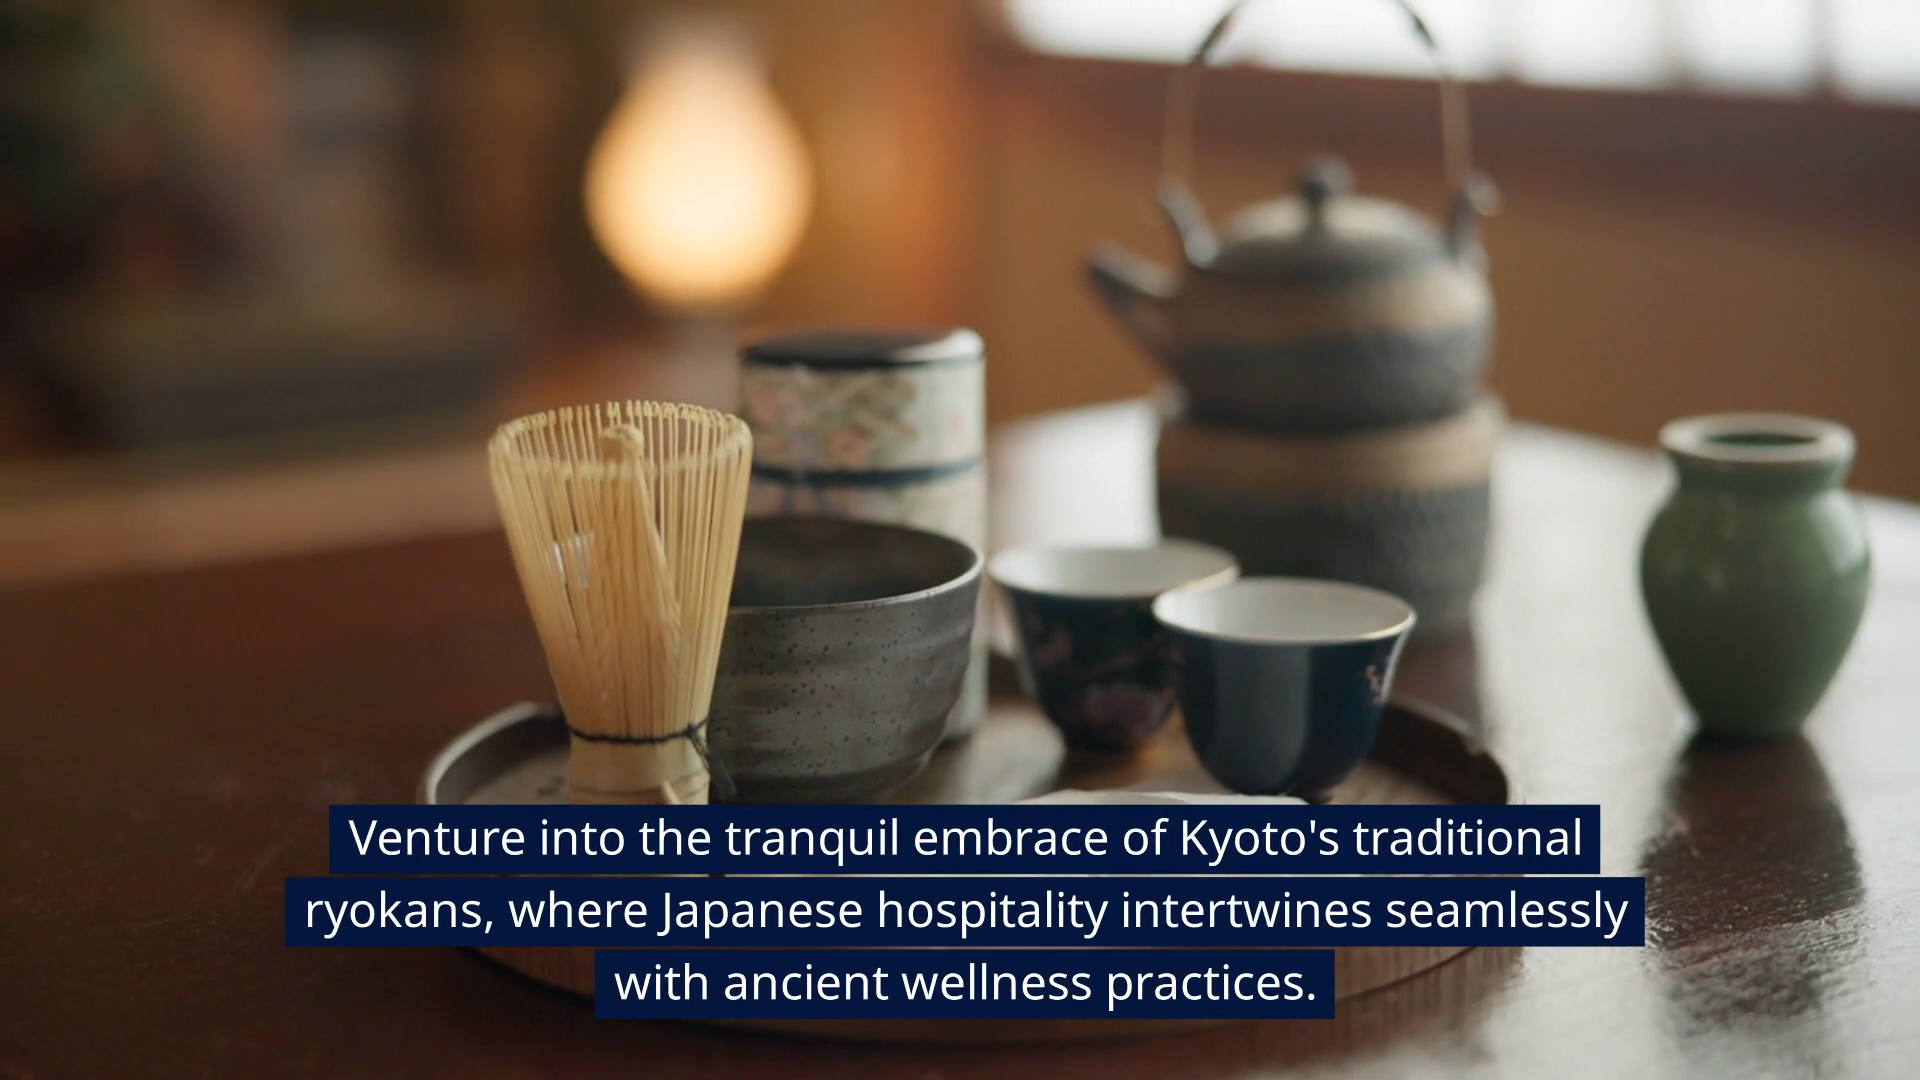 Venture into the tranquil embrace of Kyoto's traditional
ryokans, where Japanese hospitality intertwines seamlessly
with ancient wellness practices.